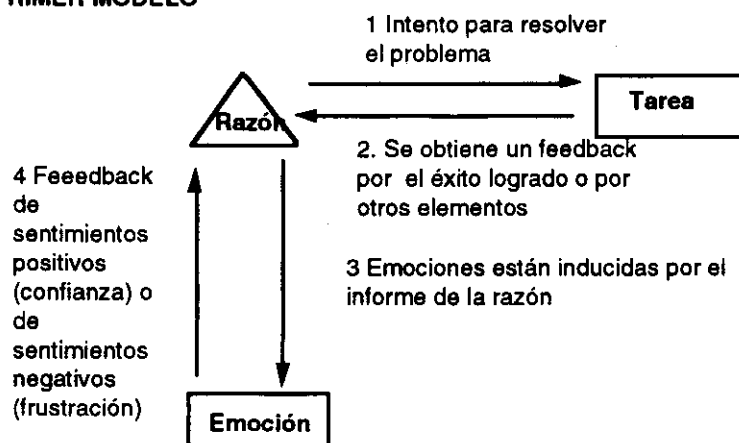 RIMER MODELO
1 Intento para resolver
el problema
Razón
Tarea
2. Se obtiene un feedback
por el éxito logrado o por
otros elementos
4 Feeedback
de
sentimientos
positivos
(confianza) o
de
sentimientos
negativos
(frustración)
3 Emociones están inducidas por el
informe de la razón
Emoción